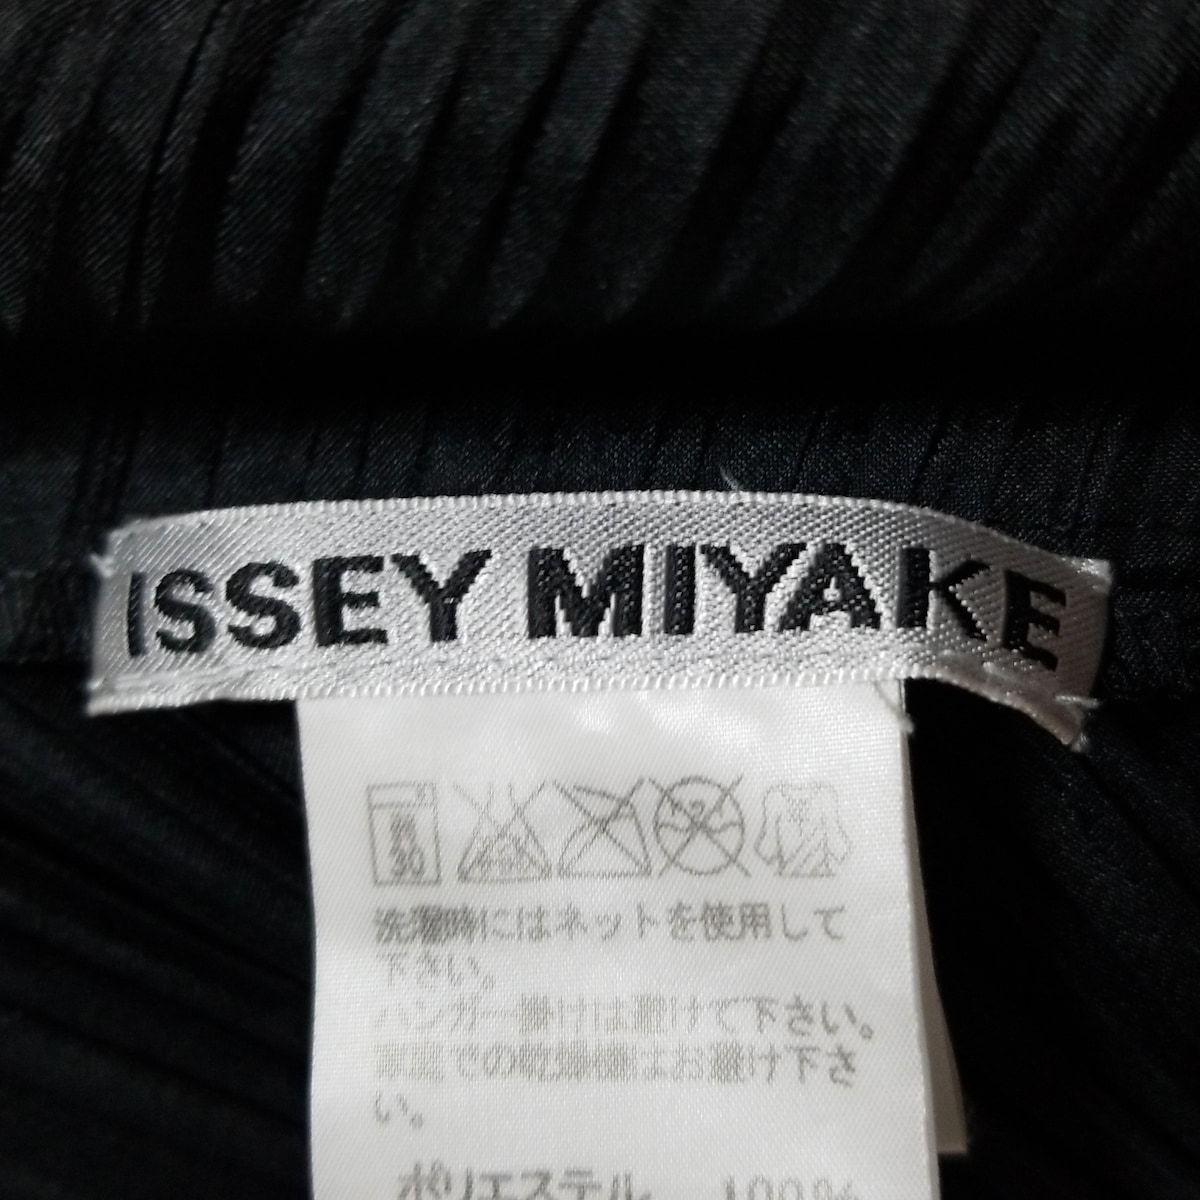 ISSEY MIYAKE
弱
30
洗濯時にはネットを使用して
下さい。
ハンガー掛けは避けて下さい。
での乾燥機はお避け下さ
い。
ポリエステル 100%